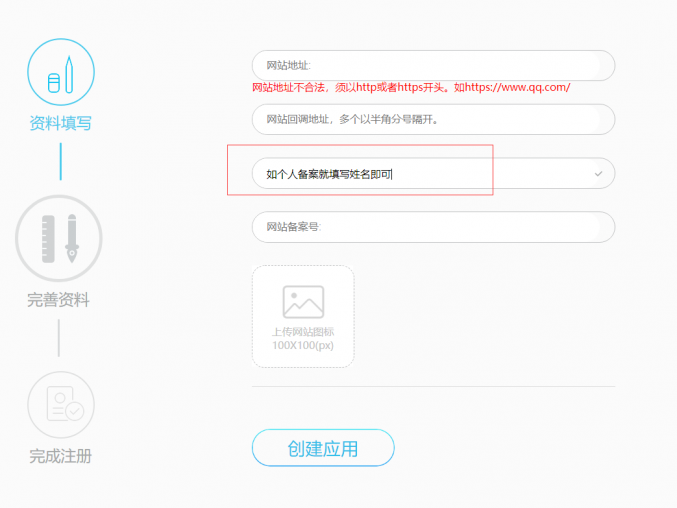 网站地址:
网站地址不合法，须以http或者https开头。如https://www.qq.com/
资料填写
网站回调地址，多个以半角分号隔开。
如个人备案就填写姓名即可
网站备案号:
完善资料
上传网站图标
100X100(px)
创建应用
完成注册